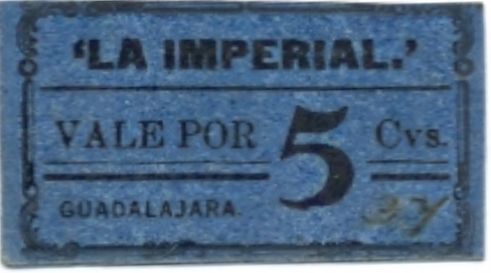 'LA IMPERIAL.'
VALE POR 5 Cvs.
GUADALAJARA.